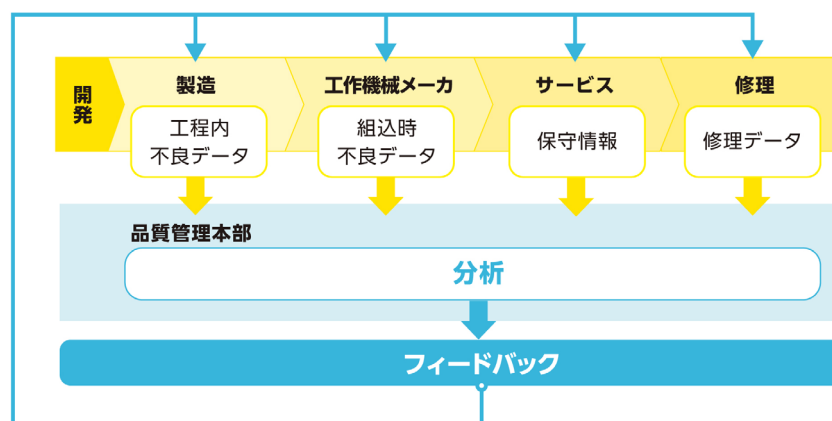 開発
製造
工作機械メーカ
サービス
修理
工程内
不良データ
組込時
不良データ
保守情報
修理データ
品質管理本部
分析
フィードバック